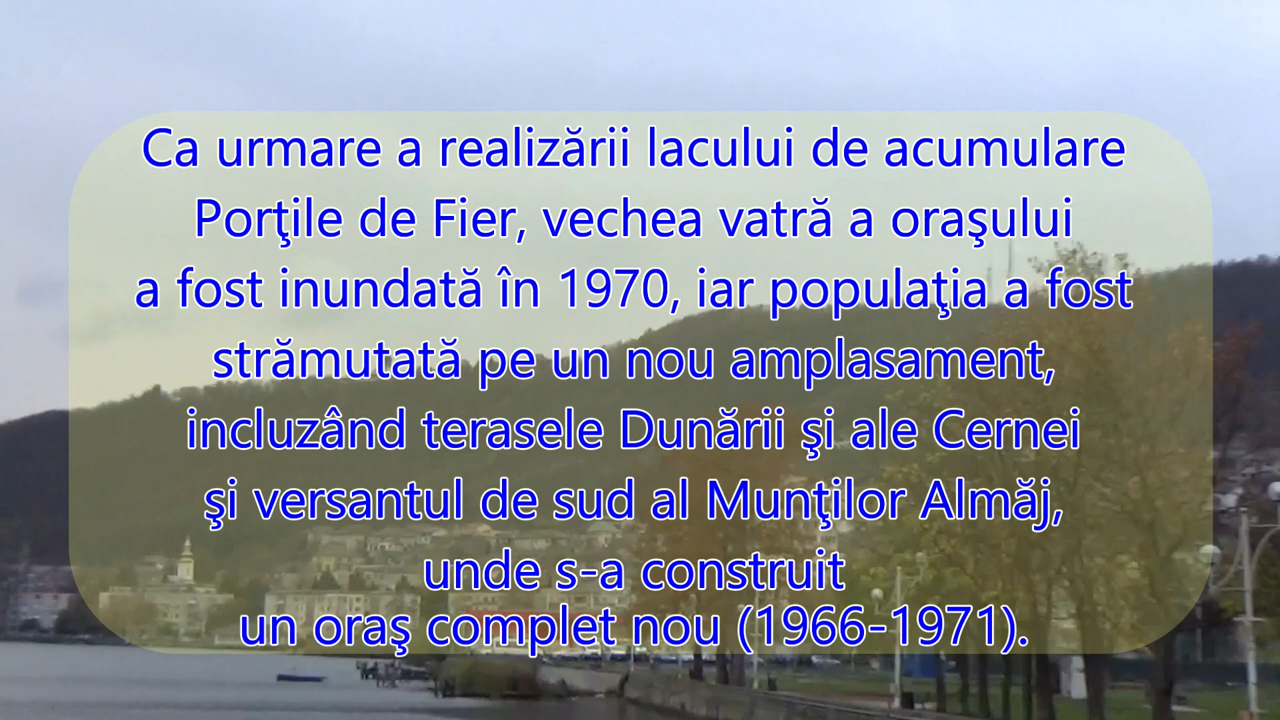 Ca urmare a realizării lacului de acumulare
Porţile de Fier, vechea vatră a oraşului
a fost inundată în 1970, iar populaţia a fost
strămutată pe un nou amplasament,
incluzând terasele Dunării şi ale Cernei
şi versantul de sud al Munţilor Almăj,
unde s-a construit
un oraş complet nou (1966-1971).